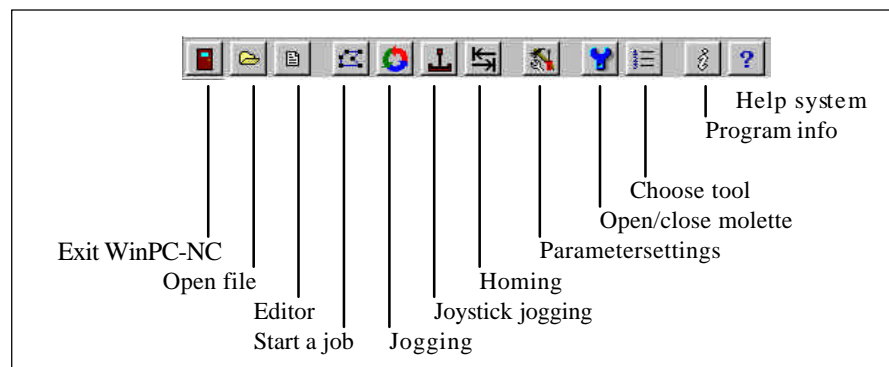 ?
Help system
Program info
Choose tool
Open/close molette
Exit WinPC-NC
Parametersettings
Open file
Homing
Editor
Joystick jogging
Start a job
Jogging